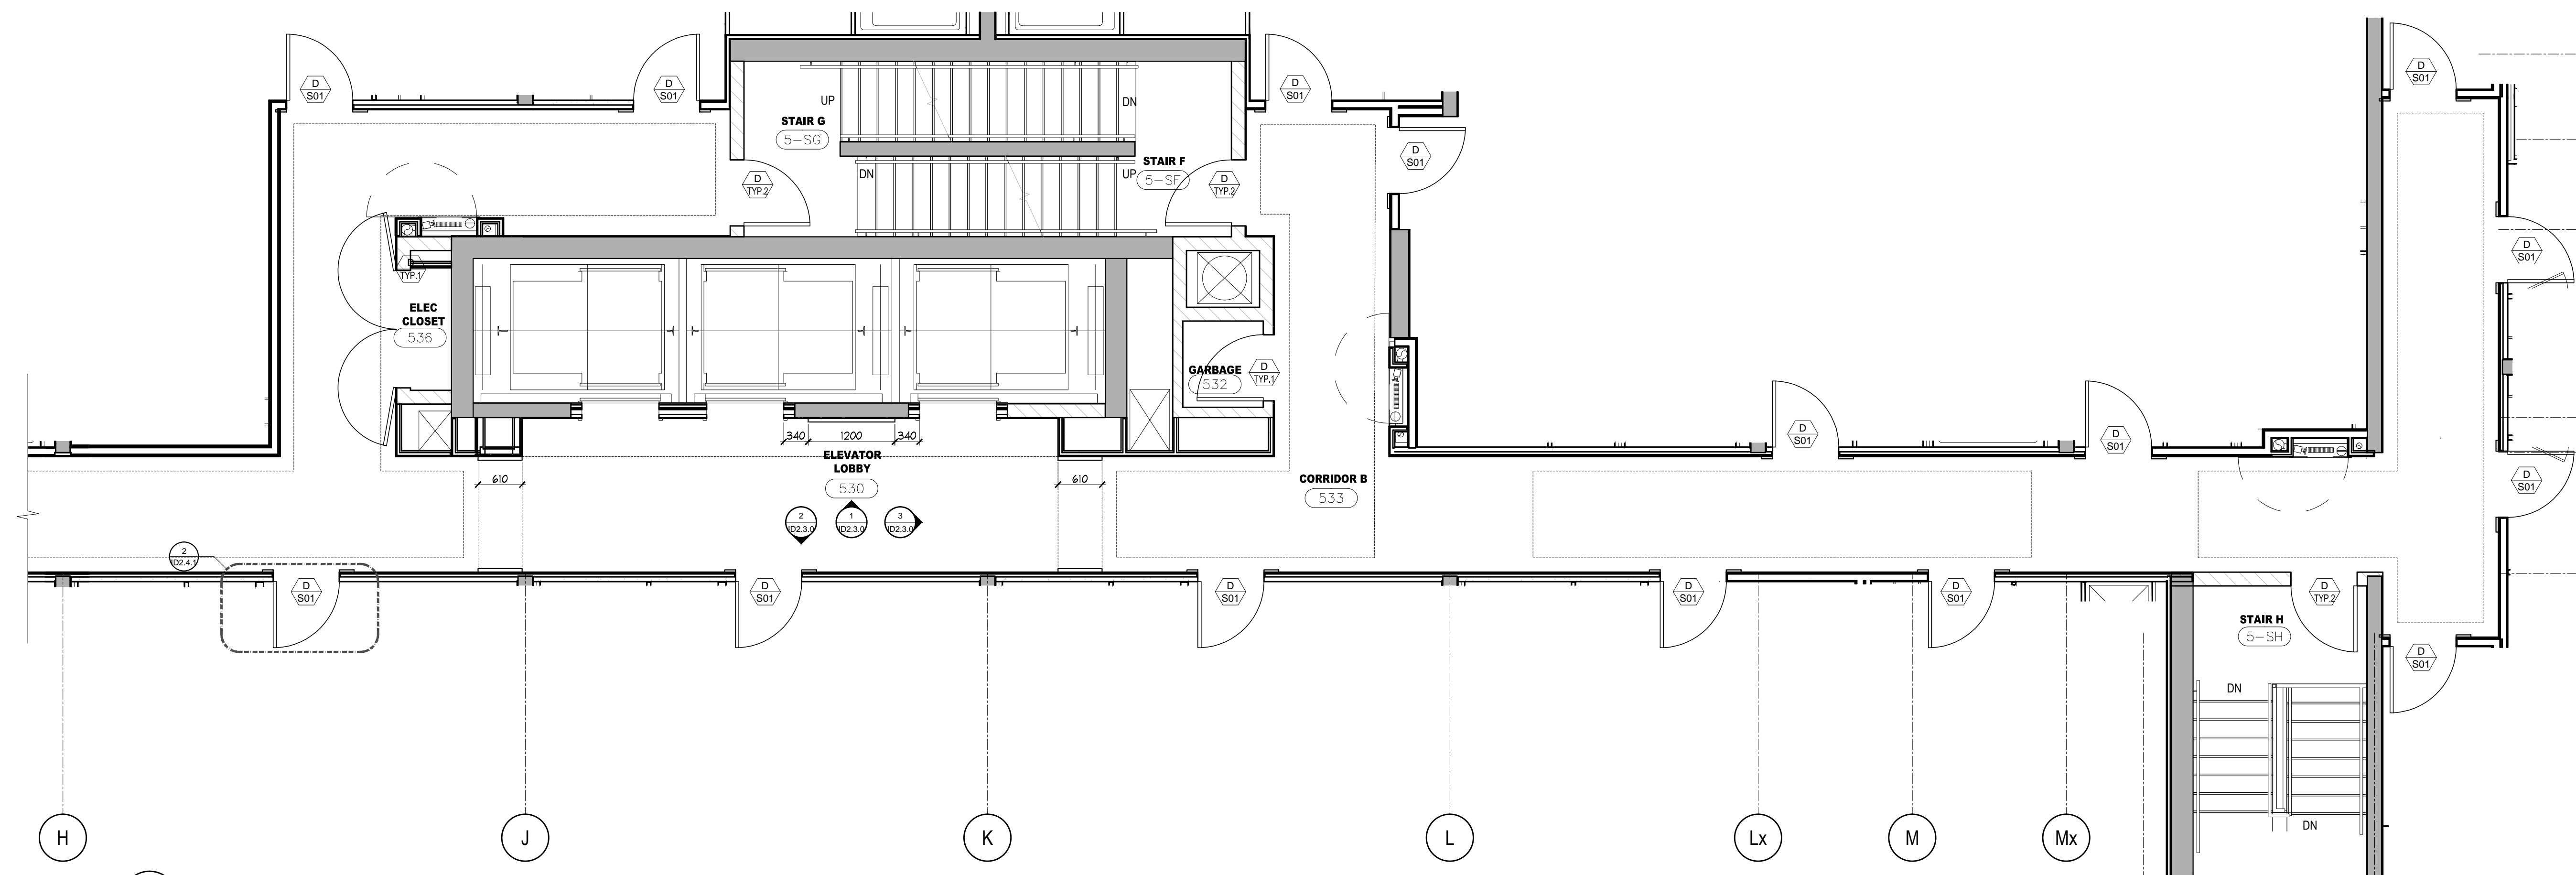 D
S01
D
S01
D
S01
D
S01
UP
DN
STAIR G
5-SG
D
S01
STAIR F
DN
UP
5-SF
D
TYP.2
D
TYP.2
D
S01
TYP.1
ELEC
CLOSET
536
GARBAGE
532
D
TYP.1
340
1200
340
D
S01
D
S01
ELEVATOR
LOBBY
530
610
610
CORRIDOR B
533
D
S01
2
ID2.3.0
1
ID2.3.0
3
ID2.3.0
2
ID2.4.1
D
S01
D
S01
D
S01
D
S01
D
S01
D
TYP.2
STAIR H
5-SH
D
S01
DN
DN
H
J
K
L
Lx
M
Mx